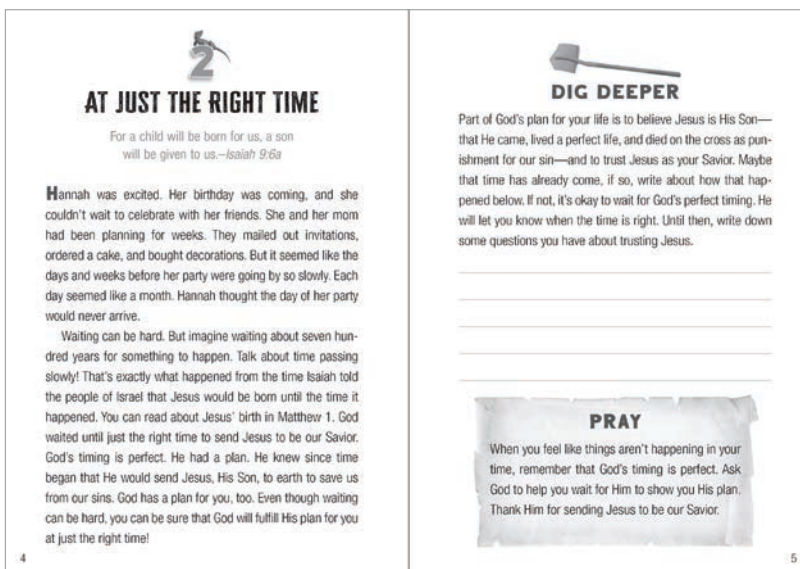 2
AT JUST THE RIGHT TIME
For a child will be born for us, a son
will be given to us.–Isaiah 9:6a
Hannah was excited. Her birthday was coming, and she
couldn't wait to celebrate with her friends. She and her mom
had been planning for weeks. They mailed out invitations,
ordered a cake, and bought decorations. But it seemed like the
days and weeks before her party were going by so slowly. Each
day seemed like a month. Hannah thought the day of her party
would never arrive.
Waiting can be hard. But imagine waiting about seven hun-
dred years for something to happen. Talk about time passing
slowly! That's exactly what happened from the time Isaiah told
the people of Israel that Jesus would be born until the time it
happened. You can read about Jesus' birth in Matthew 1. God
waited until just the right time to send Jesus to be our Savior.
God's timing is perfect. He had a plan. He knew since time
began that He would send Jesus, His Son, to earth to save us
from our sins. God has a plan for you, too. Even though waiting
can be hard, you can be sure that God will fulfill His plan for you
at just the right time!
4
DIG DEEPER
Part of God's plan for your life is to believe Jesus is His Son—
that He came, lived a perfect life, and died on the cross as pun-
ishment for our sin—and to trust Jesus as your Savior. Maybe
that time has already come, if so, write about how that hap-
pened below. If not, it's okay to wait for God's perfect timing. He
will let you know when the time is right. Until then, write down
some questions you have about trusting Jesus.
PRAY
When you feel like things aren't happening in your
time, remember that God's timing is perfect. Ask
God to help you wait for Him to show you His plan.
Thank Him for sending Jesus to be our Savior.
5